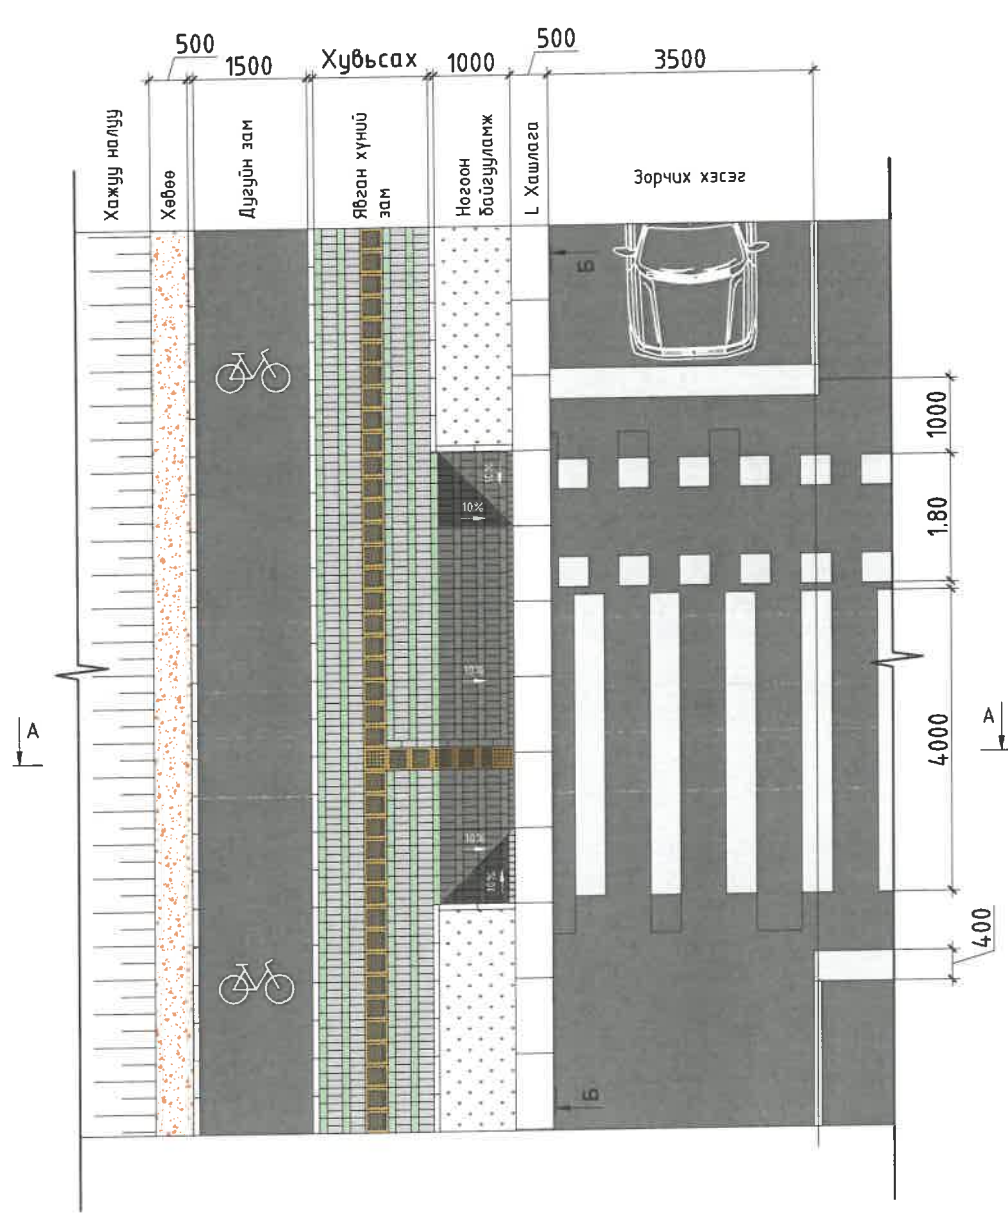 500
1500
Хувьсах
1000
500
3500
Хажуу налуу
Хөвөө
Дугуйн зам
Явган хүний
зам
Ногоон
байгууламж
L Хашлага
Зорчих хэсэг
Б
1000
10%
10%
1.80
10%
А
А
4000
10%
10%
400
Б